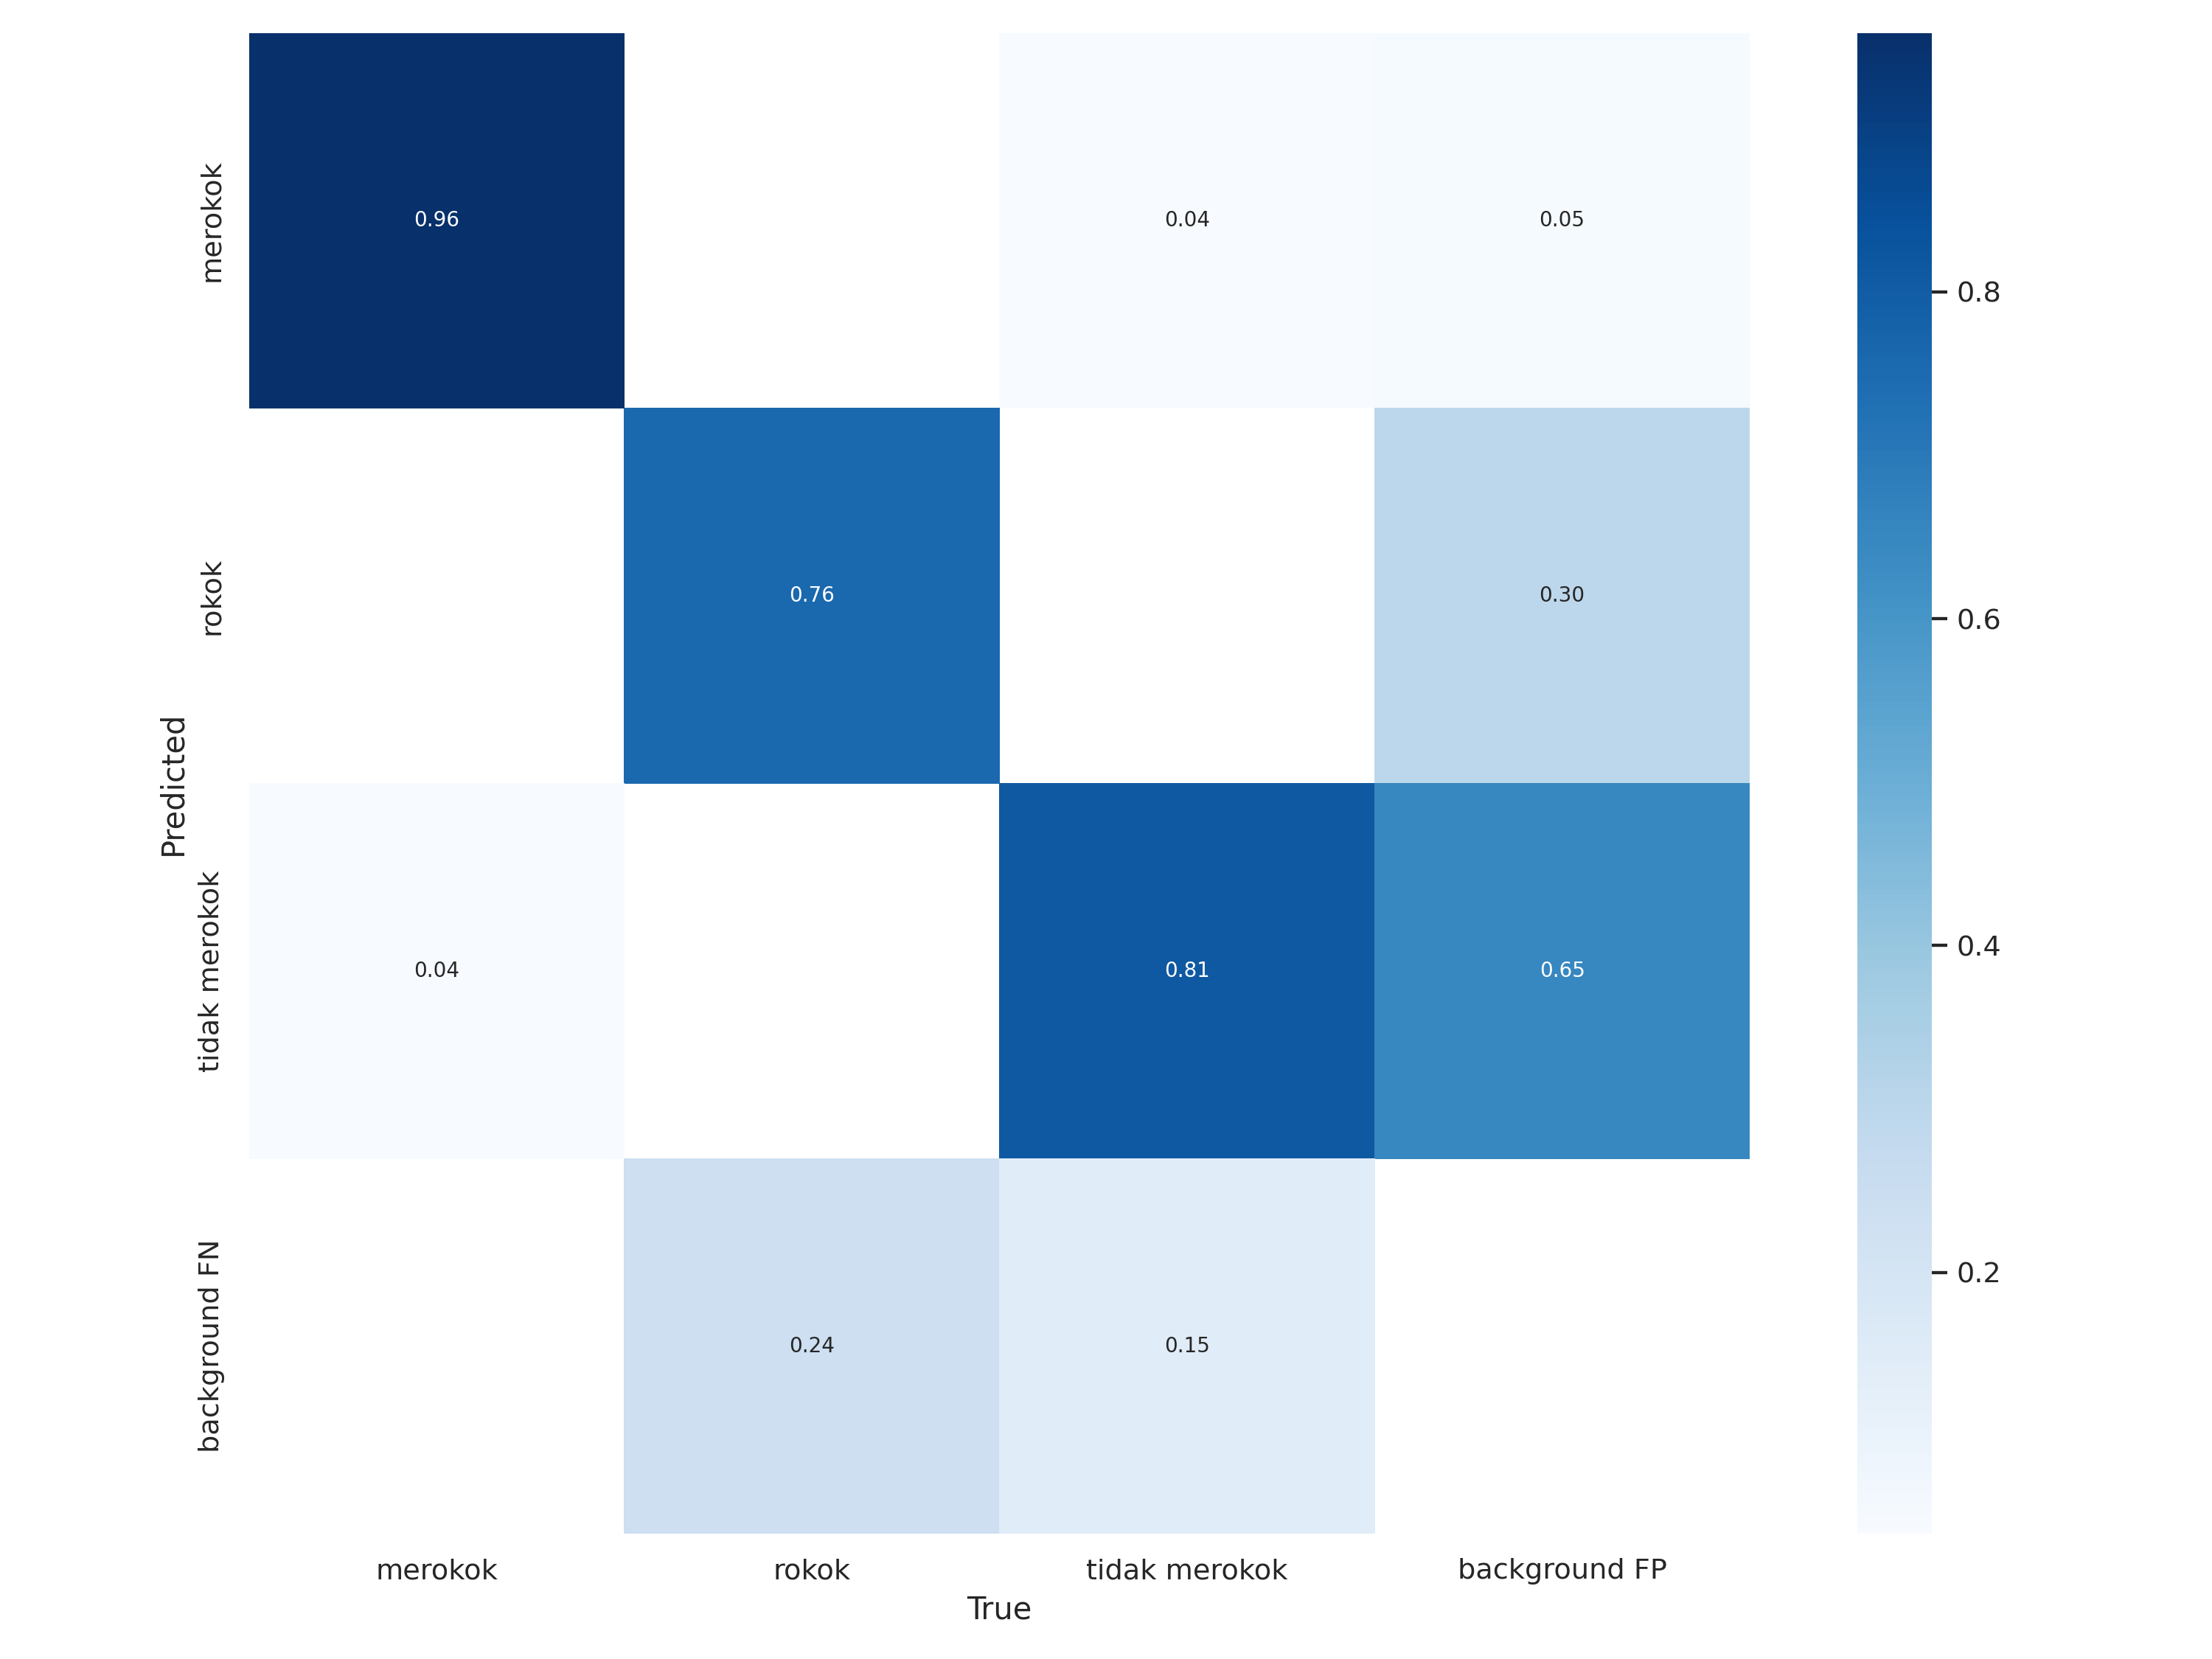 Predicted
merokok
0.96
0.04
0.05
rokok
0.76
0.30
tidak merokok
0.04
0.81
0.65
background FN
0.24
0.15
merokok
rokok
tidak merokok
background FP
True
0.8
0.6
0.4
0.2